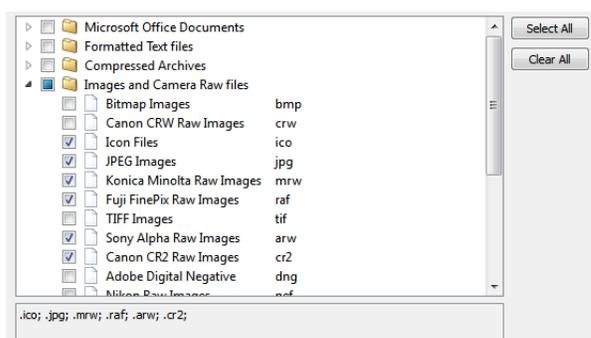 Microsoft Office Documents
Select All
Formatted Text files
Compressed Archives
Clear All
Images and Camera Raw files
Bitmap Images bmp
Canon CRW Raw Images crw
Icon Files ico
JPEG Images jpg
Konica Minolta Raw Images mrw
Fuji FinePix Raw Images raf
TIFF Images tif
Sony Alpha Raw Images arw
Canon CR2 Raw Images cr2
Adobe Digital Negative dng
Nikon Raw Images
.ico; .jpg; .mrw; .raf; .arw; .cr2;